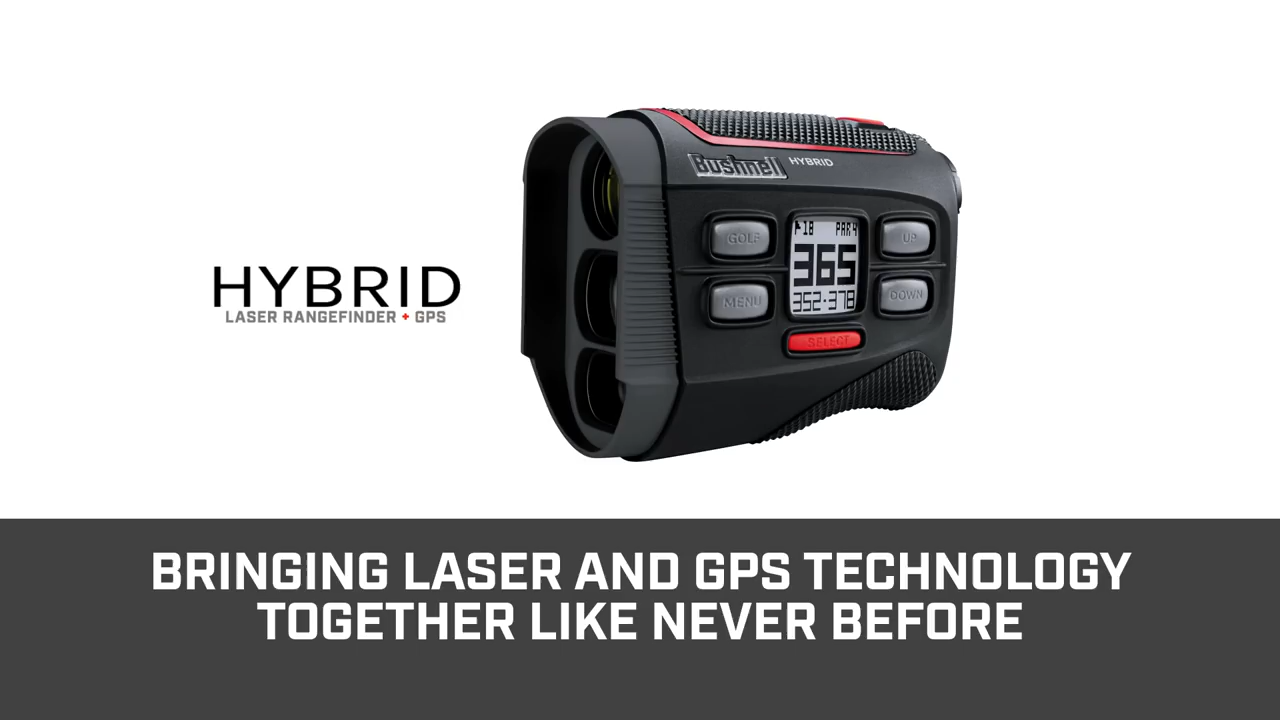 HYBRID
LASER RANGEFINDER + GPS
Bushnell HYBRID
GOLF
18 PAR 4
UP
365
MENU
352·378
DOWN
SELECT
BRINGING LASER AND GPS TECHNOLOGY
TOGETHER LIKE NEVER BEFORE